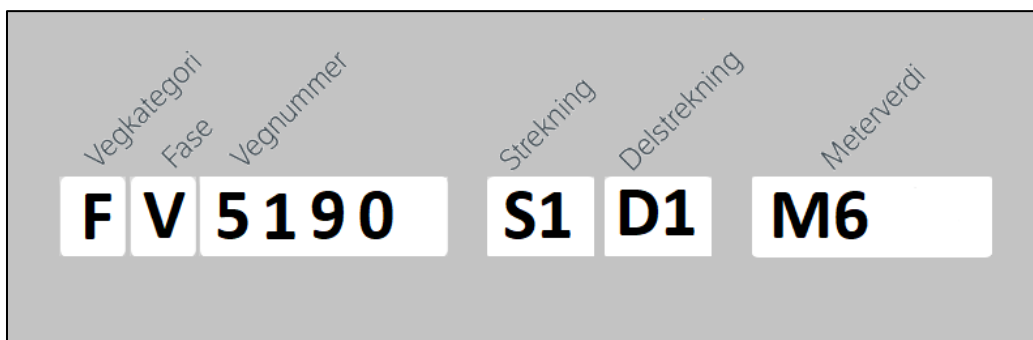 Vegkategori Fase Vegnummer Strekning Delstrekning Meterverdi
F V 5190 S1 D1 M6